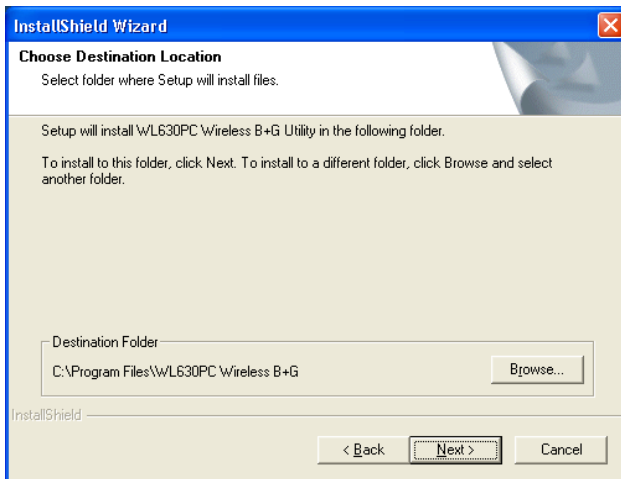 InstallShield Wizard
Choose Destination Location
Select folder where Setup will install files.
Setup will install WL630PC Wireless B+G Utility in the following folder.
To install to this folder, click Next. To install to a different folder, click Browse and select
another folder.
Destination Folder
C:\Program Files\WL630PC Wireless B+G
Browse...
InstallShield
< Back
Next >
Cancel